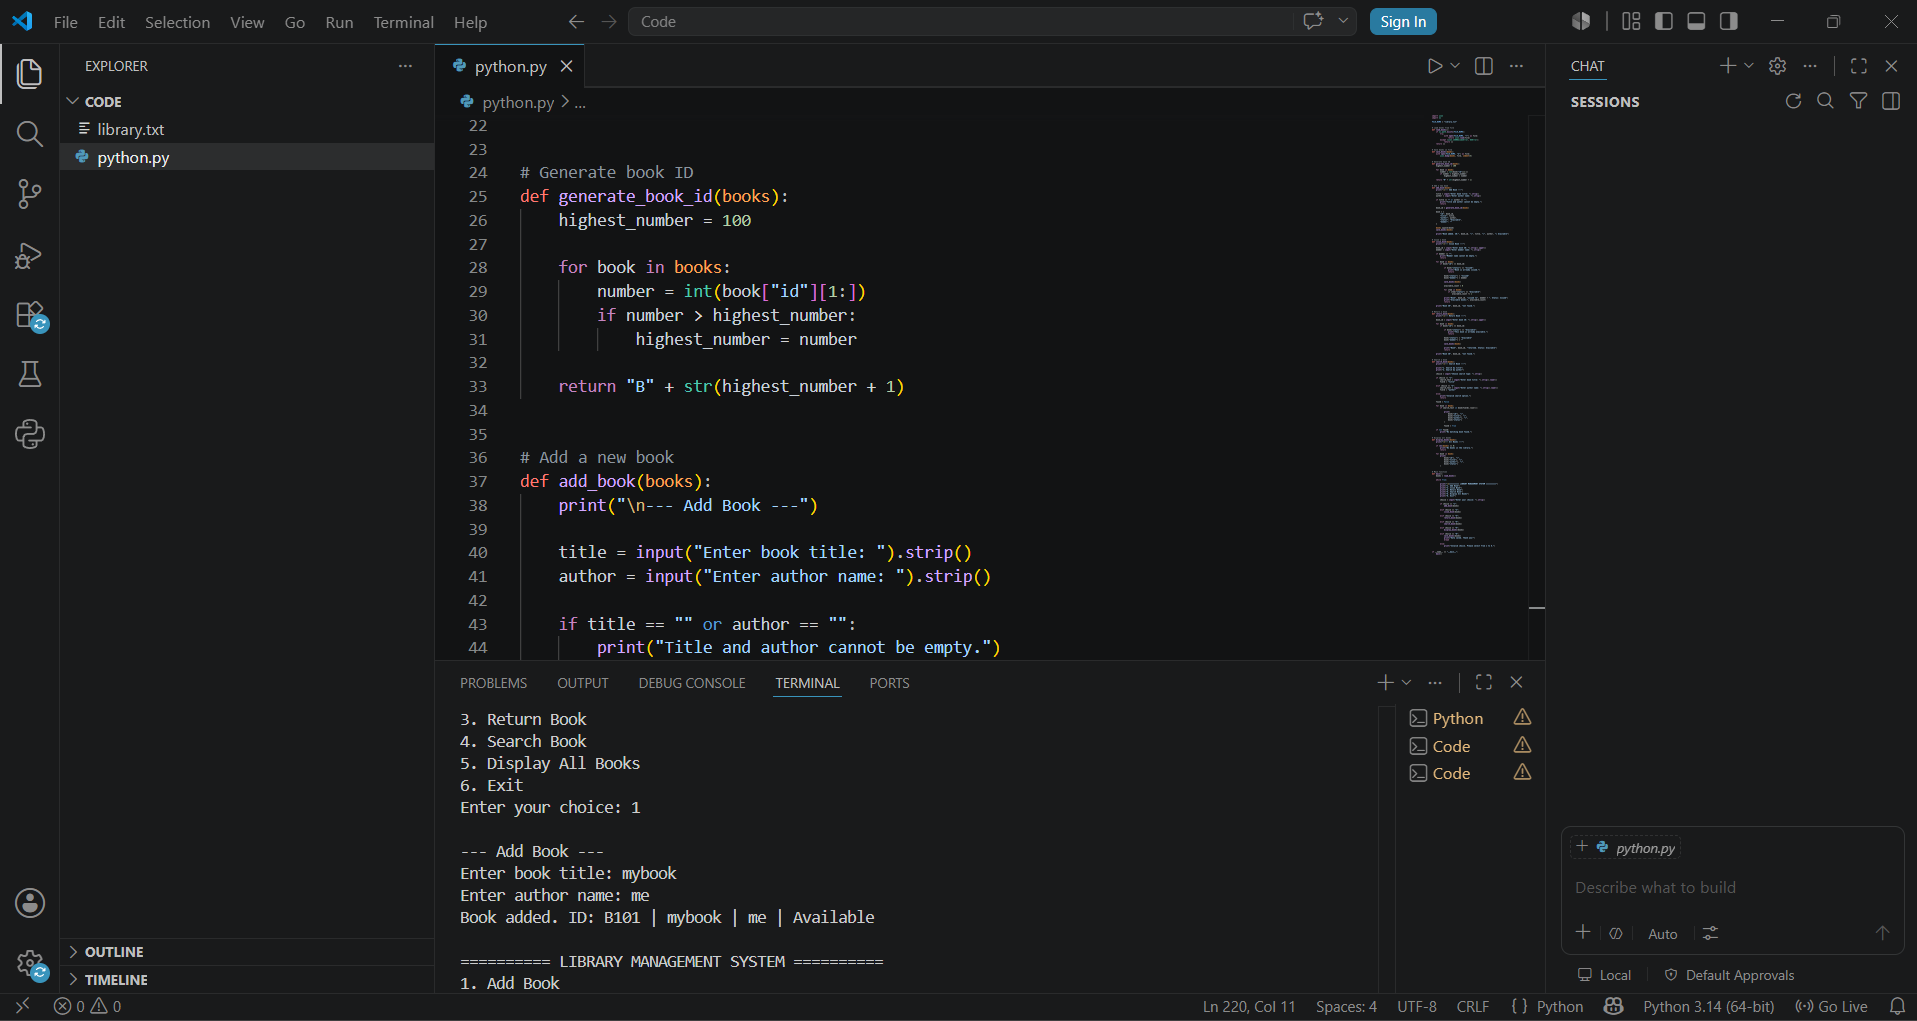 File Edit Selection View Go Run Terminal Help
Code
Sign In
EXPLORER
CODE
library.txt
python.py
OUTLINE
TIMELINE
python.py
python.py > ...
22
23
24 # Generate book ID
25 def generate_book_id(books):
26 highest_number = 100
27
28 for book in books:
29 number = int(book["id"][1:])
30 if number > highest_number:
31 highest_number = number
32
33 return "B" + str(highest_number + 1)
34
35
36 # Add a new book
37 def add_book(books):
38 print("\n--- Add Book ---")
39
40 title = input("Enter book title: ").strip()
41 author = input("Enter author name: ").strip()
42
43 if title == "" or author == "":
44 print("Title and author cannot be empty.")
PROBLEMS OUTPUT DEBUG CONSOLE TERMINAL PORTS
3. Return Book
4. Search Book
5. Display All Books
6. Exit
Enter your choice: 1
--- Add Book ---
Enter book title: mybook
Enter author name: me
Book added. ID: B101 | mybook | me | Available
========== LIBRARY MANAGEMENT SYSTEM ==========
1. Add Book
Python
Code
Code
CHAT
SESSIONS
python.py
Describe what to build
Auto
Local Default Approvals
0 0
Ln 220, Col 11 Spaces: 4 UTF-8 CRLF { } Python Python 3.14 (64-bit) Go Live